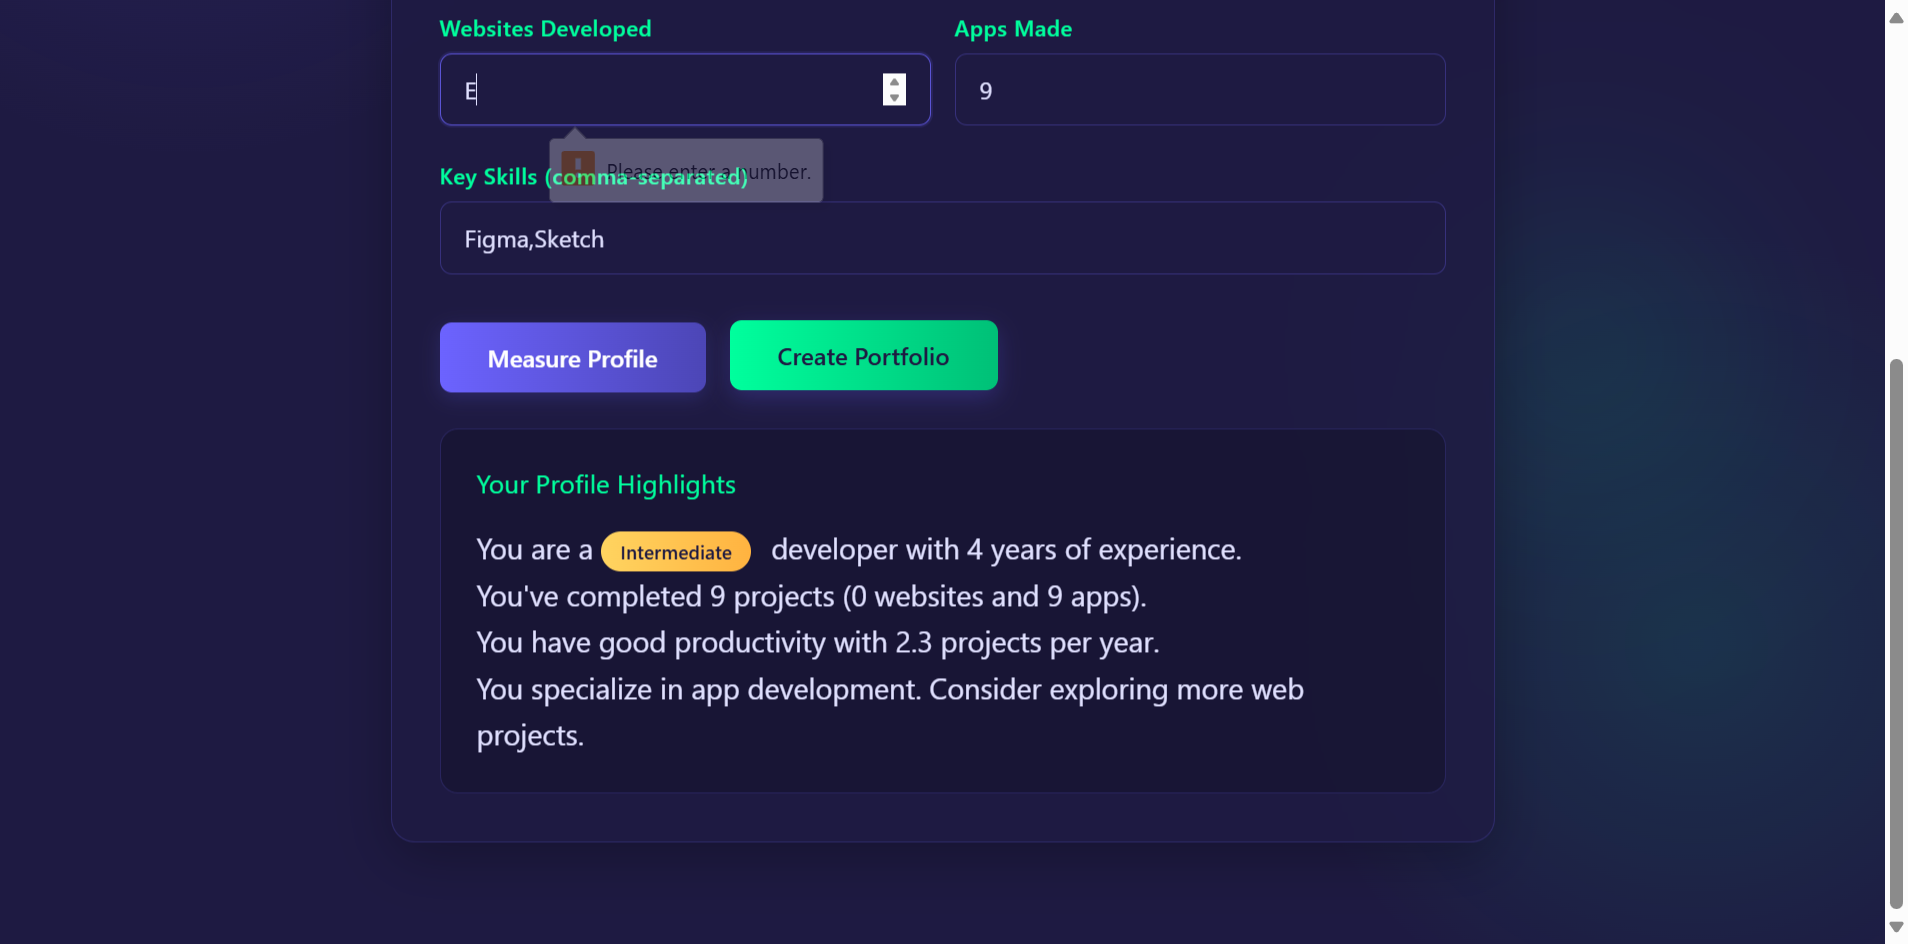 Websites Developed
Apps Made
E
9
Please enter a number.
Key Skills (comma-separated)
Figma,Sketch
Measure Profile
Create Portfolio
Your Profile Highlights
You are a Intermediate developer with 4 years of experience.
You've completed 9 projects (0 websites and 9 apps).
You have good productivity with 2.3 projects per year.
You specialize in app development. Consider exploring more web
projects.